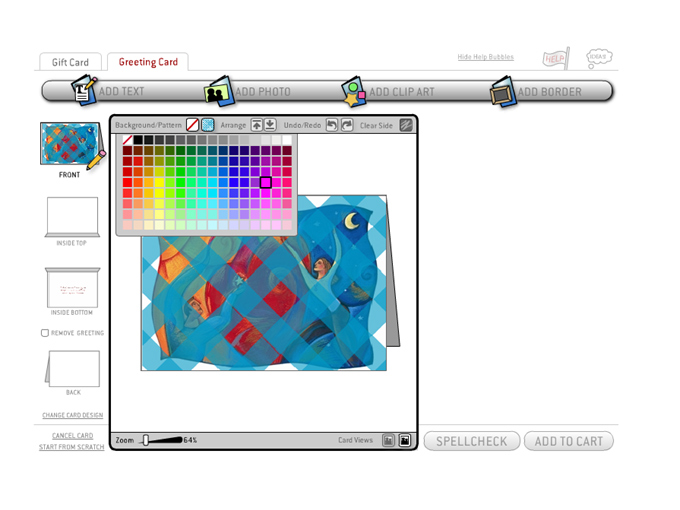 Gift Card
Greeting Card
Hide Help Bubbles
HELP
ADD TEXT
ADD PHOTO
ADD CLIP ART
ADD BORDER
Background/Pattern
Arrange
Undo/Redo
Clear Side
FRONT
INSIDE TOP
INSIDE BOTTOM
REMOVE GREETING
BACK
CHANGE CARD DESIGN
CANCEL CARD
START FROM SCRATCH
Zoom
64%
Card Views
SPELLCHECK
ADD TO CART